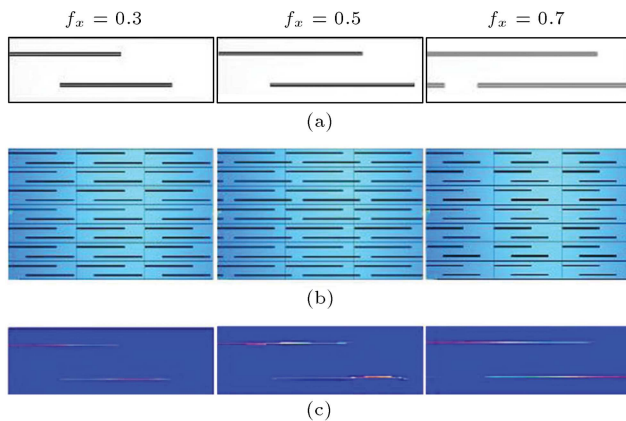 f_x = 0.3 f_x = 0.5 f_x = 0.7
(a)
(b)
(c)